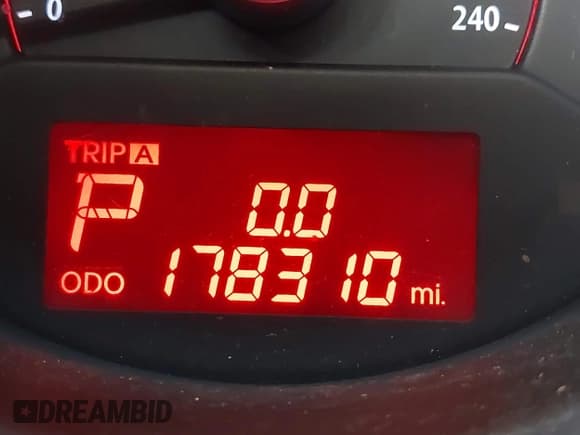 0 240
TRIP A
P 0.0
ODO 178310 mi.
DREAMBID